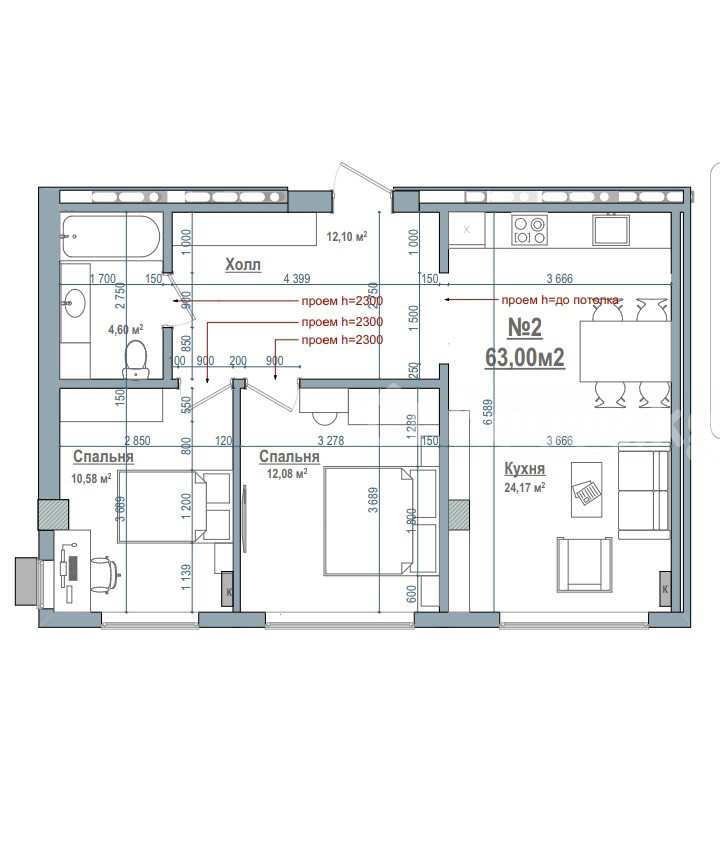 12,10 м²
1 000
1 000
Холл
X
1 700
150
4 399
150
3 666
2 750
900
2 750
1 500
проем h=2300
проем h=до потолка
4,60 м²
проем h=2300
№2
850
проем h=2300
63,00м2
100
900
200
900
250
150
550
1 289
6 589
2 850
120
3 278
150
3 666
800
Спальня
10,58 м²
Спальня
12,08 м²
Кухня
24,17 м²
3 689
1 200
3 689
1 800
1 139
600
К
К